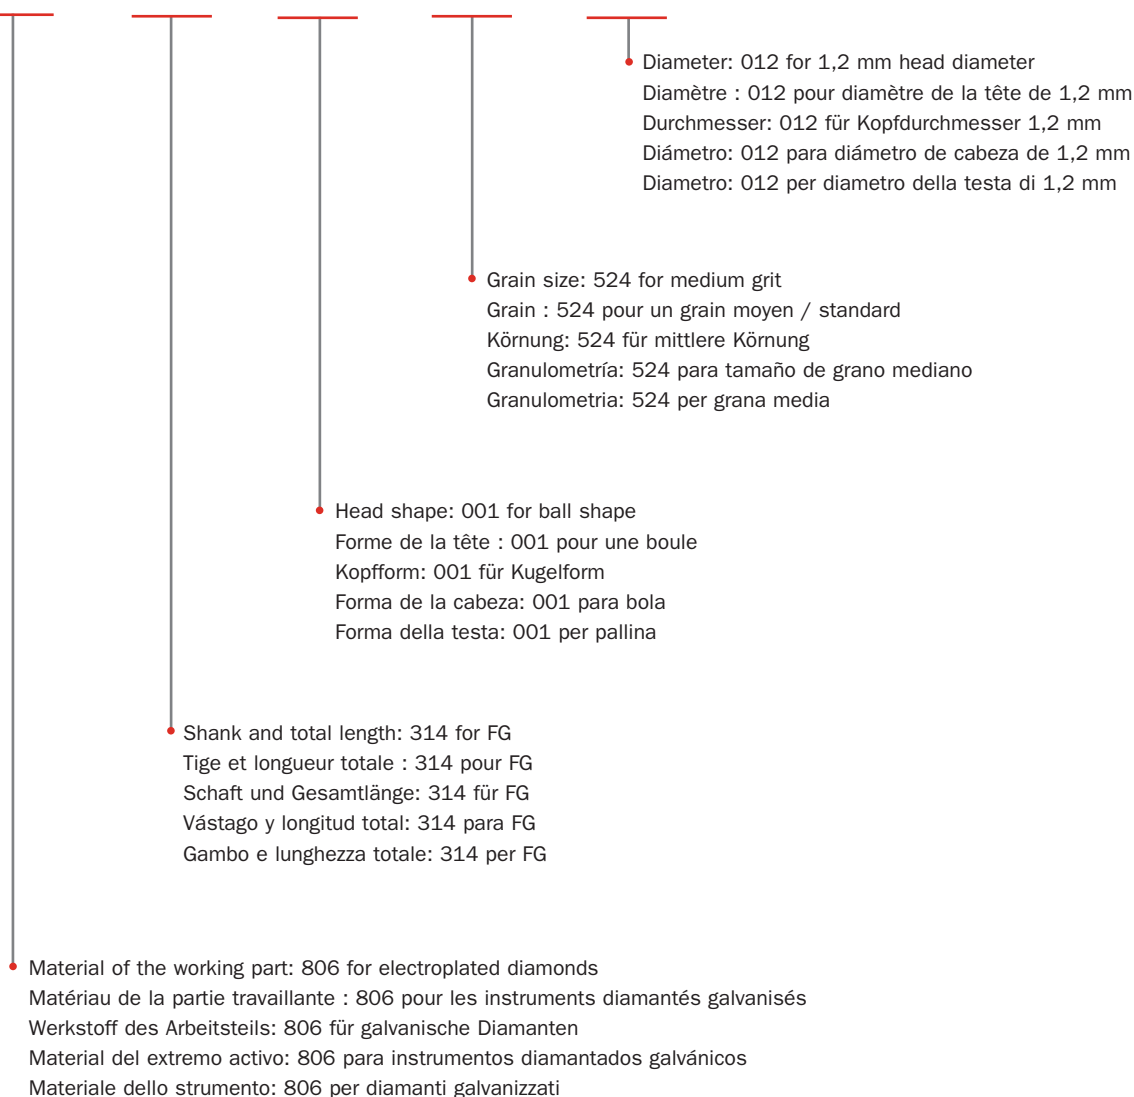 Diameter: 012 for 1,2 mm head diameter
Diamètre : 012 pour diamètre de la tête de 1,2 mm
Durchmesser: 012 für Kopfdurchmesser 1,2 mm
Diámetro: 012 para diámetro de cabeza de 1,2 mm
Diametro: 012 per diametro della testa di 1,2 mm
Grain size: 524 for medium grit
Grain : 524 pour un grain moyen / standard
Körnung: 524 für mittlere Körnung
Granulometría: 524 para tamaño de grano mediano
Granulometria: 524 per grana media
Head shape: 001 for ball shape
Forme de la tête : 001 pour une boule
Kopfform: 001 für Kugelform
Forma de la cabeza: 001 para bola
Forma della testa: 001 per pallina
Shank and total length: 314 for FG
Tige et longueur totale : 314 pour FG
Schaft und Gesamtlänge: 314 für FG
Vástago y longitud total: 314 para FG
Gambo e lunghezza totale: 314 per FG
Material of the working part: 806 for electroplated diamonds
Matériau de la partie travaillante : 806 pour les instruments diamantés galvanisés
Werkstoff des Arbeitsteils: 806 für galvanische Diamanten
Material del extremo activo: 806 para instrumentos diamantados galvánicos
Materiale dello strumento: 806 per diamanti galvanizzati